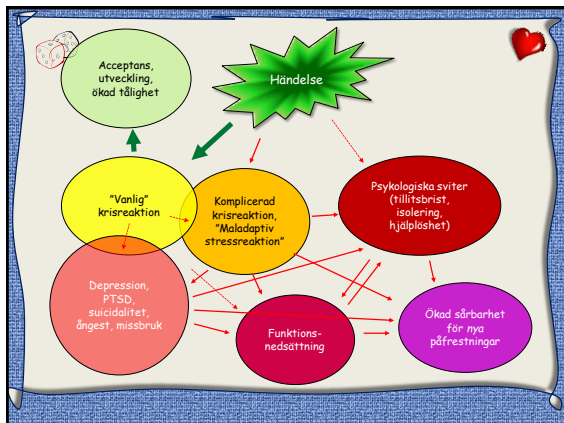 Acceptans,
utveckling,
ökad tålighet
Händelse
"Vanlig"
krisreaktion
Komplicerad
krisreaktion,
"Maladaptiv
stressreaktion"
Psykologiska sviter
(tillitsbrist,
isolering,
hjälplöshet)
Depression,
PTSD,
suicidalitet,
ångest, missbruk
Funktions-
nedsättning
Ökad sårbarhet
för nya
påfrestningar